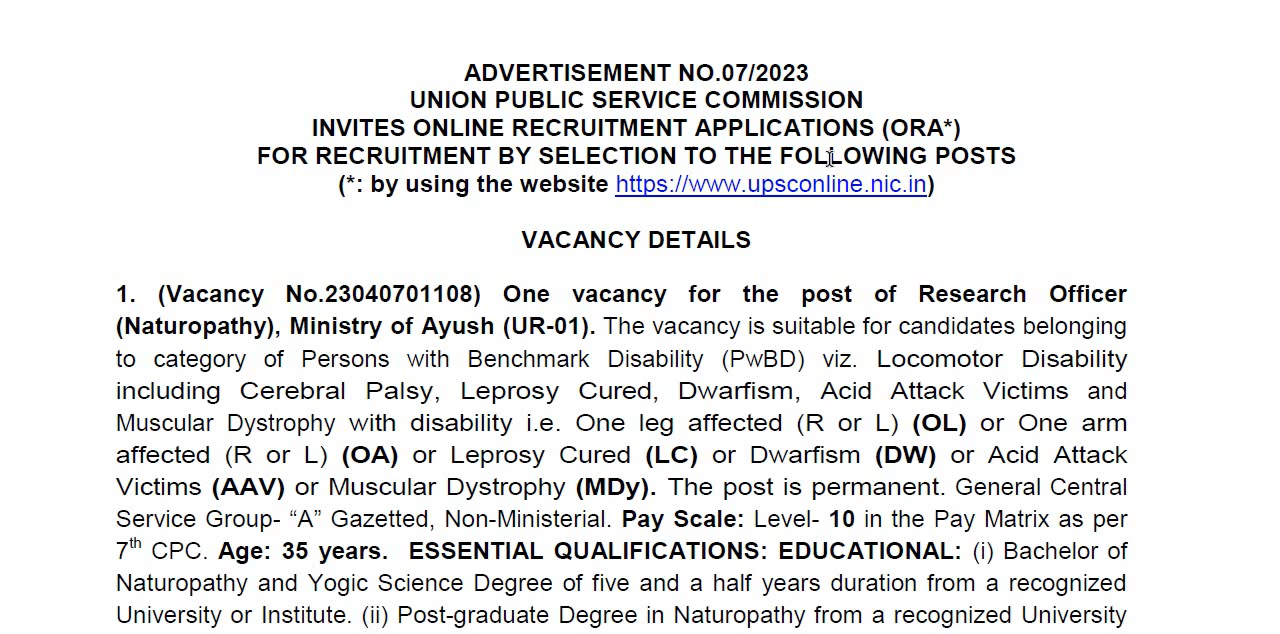 ADVERTISEMENT NO.07/2023
UNION PUBLIC SERVICE COMMISSION
INVITES ONLINE RECRUITMENT APPLICATIONS (ORA*)
FOR RECRUITMENT BY SELECTION TO THE FOLLOWING POSTS
(*: by using the website https://www.upsconline.nic.in)
VACANCY DETAILS
1. (Vacancy No.23040701108) One vacancy for the post of Research Officer
(Naturopathy), Ministry of Ayush (UR-01). The vacancy is suitable for candidates belonging
to category of Persons with Benchmark Disability (PwBD) viz. Locomotor Disability
including Cerebral Palsy, Leprosy Cured, Dwarfism, Acid Attack Victims and
Muscular Dystrophy with disability i.e. One leg affected (R or L) (OL) or One arm
affected (R or L) (OA) or Leprosy Cured (LC) or Dwarfism (DW) or Acid Attack
Victims (AAV) or Muscular Dystrophy (MDy). The post is permanent. General Central
Service Group- “A” Gazetted, Non-Ministerial. Pay Scale: Level- 10 in the Pay Matrix as per
7th CPC. Age: 35 years. ESSENTIAL QUALIFICATIONS: EDUCATIONAL: (i) Bachelor of
Naturopathy and Yogic Science Degree of five and a half years duration from a recognized
University or Institute. (ii) Post-graduate Degree in Naturopathy from a recognized University